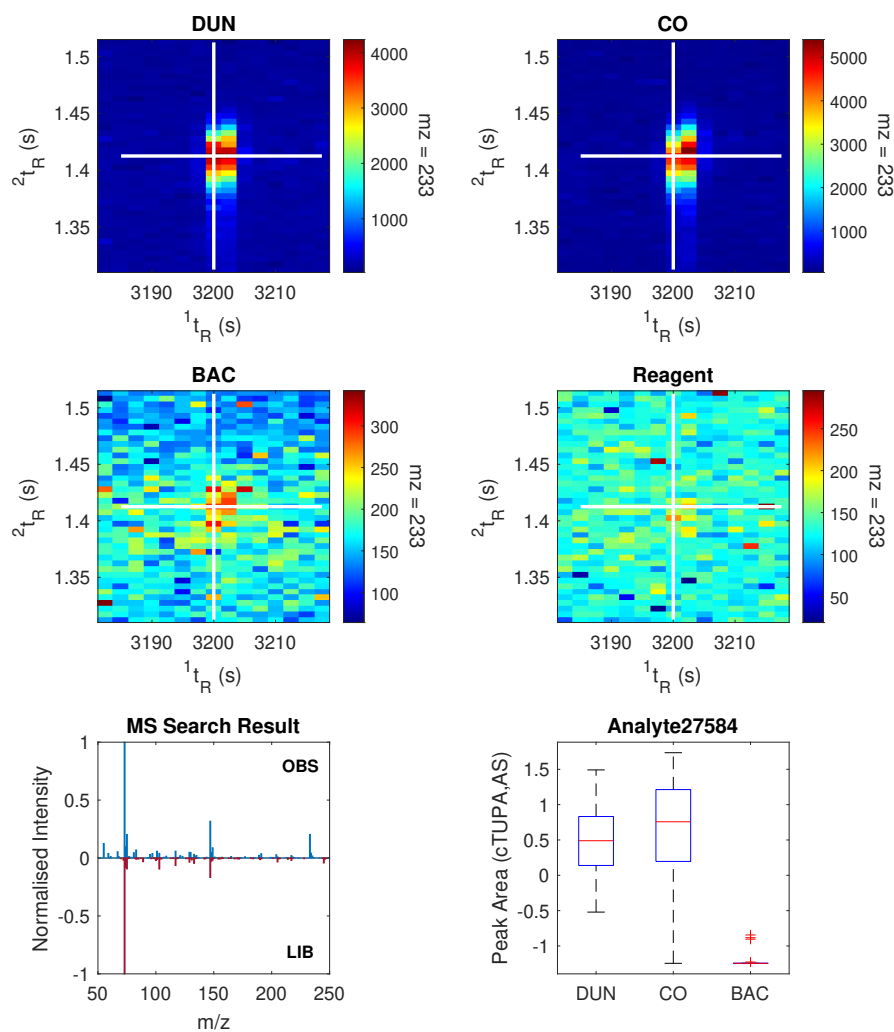 DUN
1.5
1.45
1.4
1.35
²tR (s)
3190 3200 3210
¹tR (s)
4000
3000
2000
1000
mz = 233
CO
1.5
1.45
1.4
1.35
²tR (s)
3190 3200 3210
¹tR (s)
5000
4000
3000
2000
1000
mz = 233
BAC
1.5
1.45
1.4
1.35
²tR (s)
3190 3200 3210
¹tR (s)
300
250
200
150
100
mz = 233
Reagent
1.5
1.45
1.4
1.35
²tR (s)
3190 3200 3210
¹tR (s)
250
200
150
100
50
mz = 233
MS Search Result
1
0.5
0
-0.5
-1
Normalised Intensity
OBS
LIB
50 100 150 200 250
m/z
Analyte27584
1.5
1
0.5
0
-0.5
-1
Peak Area (cTUPA,AS)
DUN CO BAC